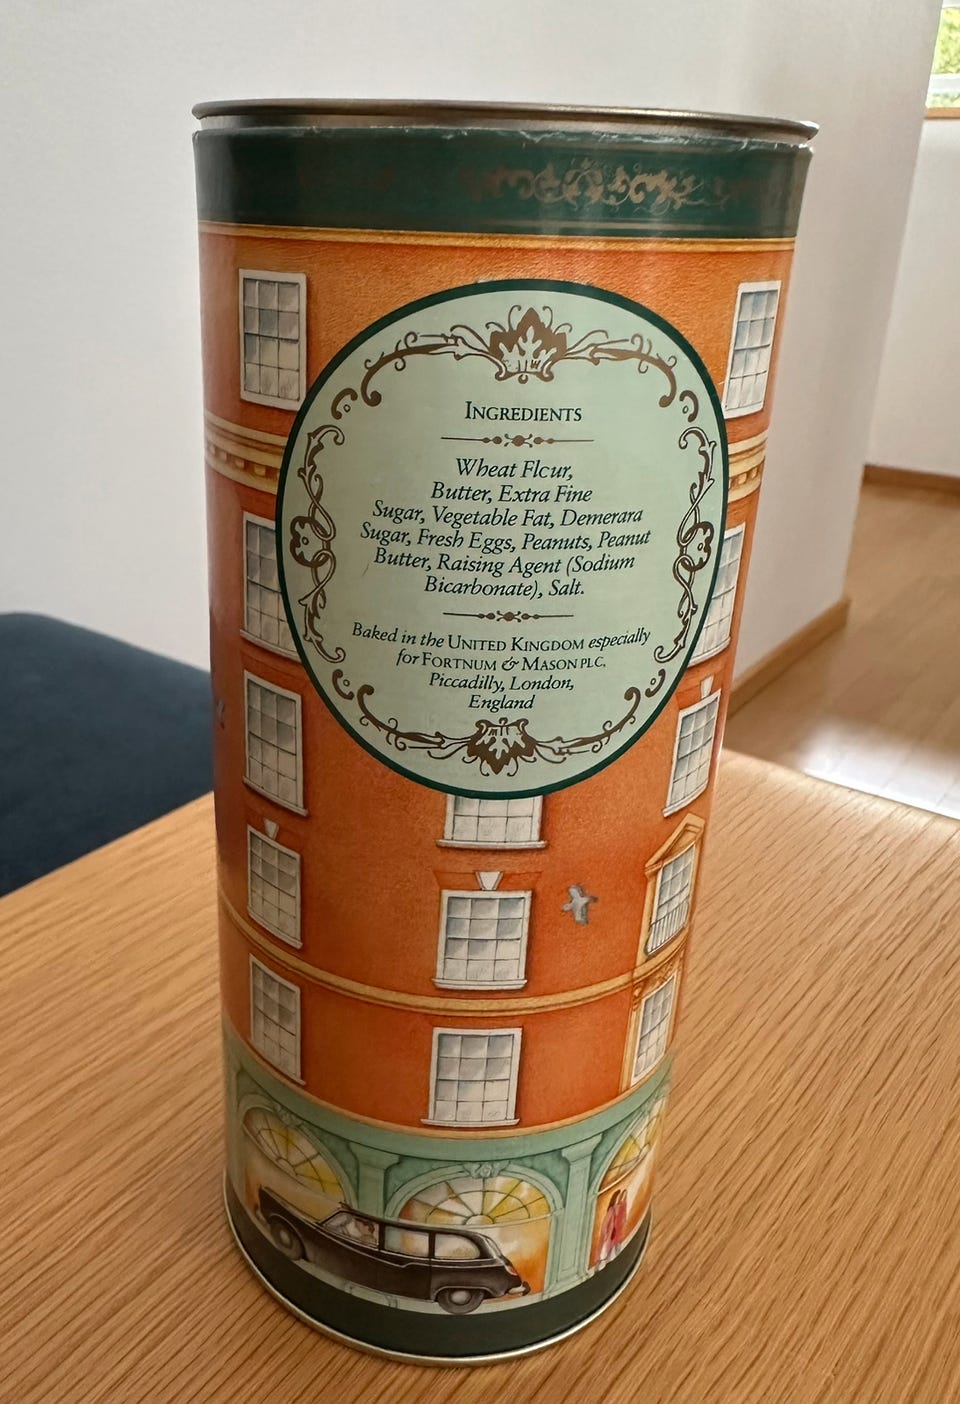 INGREDIENTS
Wheat Flour,
Butter, Extra Fine
Sugar, Vegetable Fat, Demerara
Sugar, Fresh Eggs, Peanuts, Peanut
Butter, Raising Agent (Sodium
Bicarbonate), Salt.
Baked in the UNITED KINGDOM especially
for FORTNUM & MASON PLC,
Piccadilly, London,
England